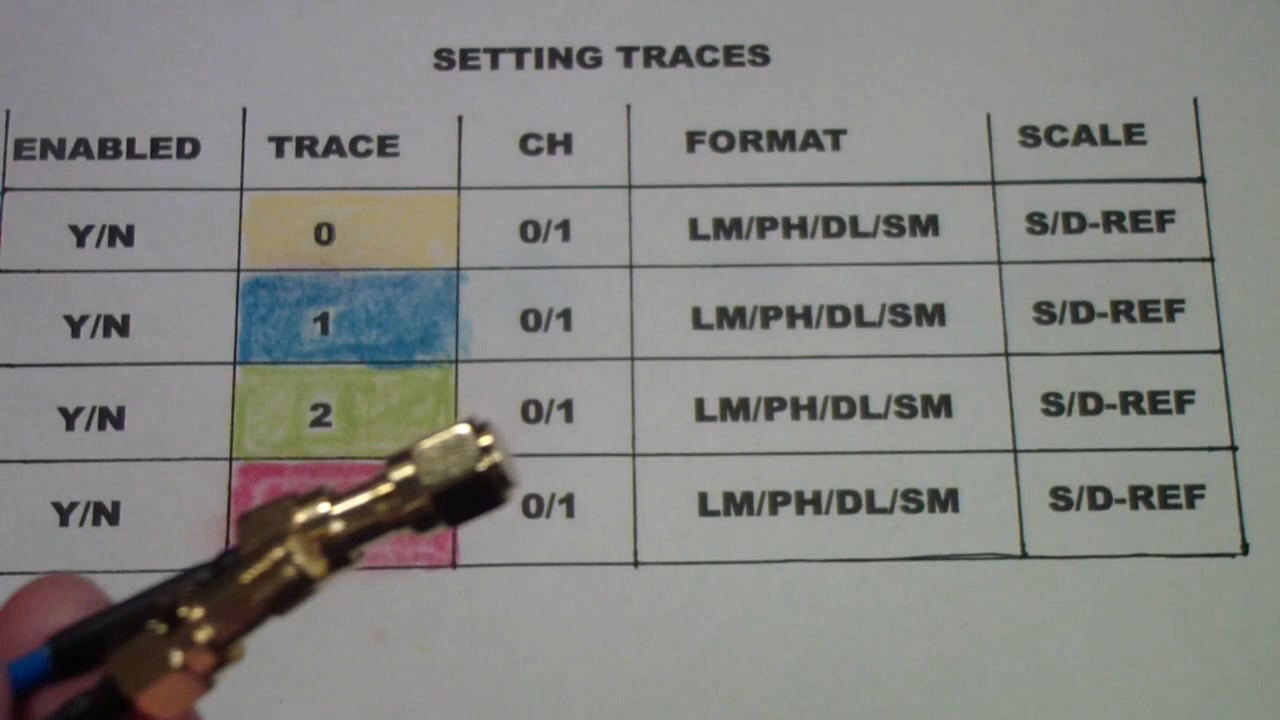 SETTING TRACES
ENABLED TRACE CH FORMAT SCALE
Y/N 0 0/1 LM/PH/DL/SM S/D-REF
Y/N 1 0/1 LM/PH/DL/SM S/D-REF
Y/N 2 0/1 LM/PH/DL/SM S/D-REF
Y/N 0/1 LM/PH/DL/SM S/D-REF